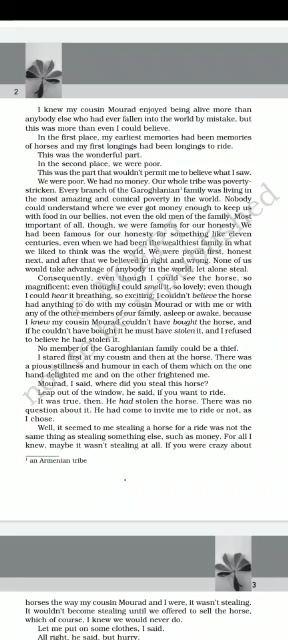 2
I knew my cousin Mourad enjoyed being alive more than
anybody else who had ever fallen into the world by mistake, but
this was more than even I could believe.
In the first place, my earliest memories had been memories
of horses and my first longings had been longings to ride.
This was the wonderful part.
In the second place, we were poor.
This was the part that wouldn't permit me to believe what I saw.
We were poor. We had no money. Our whole tribe was poverty-
stricken. Every branch of the Garoghlanian¹ family was living in
the most amazing and comical poverty in the world. Nobody
could understand where we ever got money enough to keep us
with food in our bellies, not even the old men of the family. Most
important of all, though, we were famous for our honesty. We
had been famous for our honesty for something like eleven
centuries, even when we had been the wealthiest family in what
we liked to think was the world. We were proud first, honest
next, and after that we believed in right and wrong. None of us
would take advantage of anybody in the world, let alone steal.
Consequently, even though I could see the horse, so
magnificent; even though I could smell it, so lovely; even though
I could hear it breathing, so exciting; I couldn't believe the horse
had anything to do with my cousin Mourad or with me or with
any of the other members of our family, asleep or awake, because
I knew my cousin Mourad couldn't have bought the horse, and
if he couldn't have bought it he must have stolen it, and I refused
to believe he had stolen it.
No member of the Garoghlanian family could be a thief.
I stared first at my cousin and then at the horse. There was
a pious stillness and humour in each of them which on the one
hand delighted me and on the other frightened me.
Mourad, I said, where did you steal this horse?
Leap out of the window, he said, if you want to ride.
It was true, then. He had stolen the horse. There was no
question about it. He had come to invite me to ride or not, as
I chose.
Well, it seemed to me stealing a horse for a ride was not the
same thing as stealing something else, such as money. For all I
knew, maybe it wasn't stealing at all. If you were crazy about
¹ an Armenian tribe
3
horses the way my cousin Mourad and I were, it wasn't stealing.
It wouldn't become stealing until we offered to sell the horse,
which of course, I knew we would never do.
Let me put on some clothes, I said.
All right, he said, but hurry.